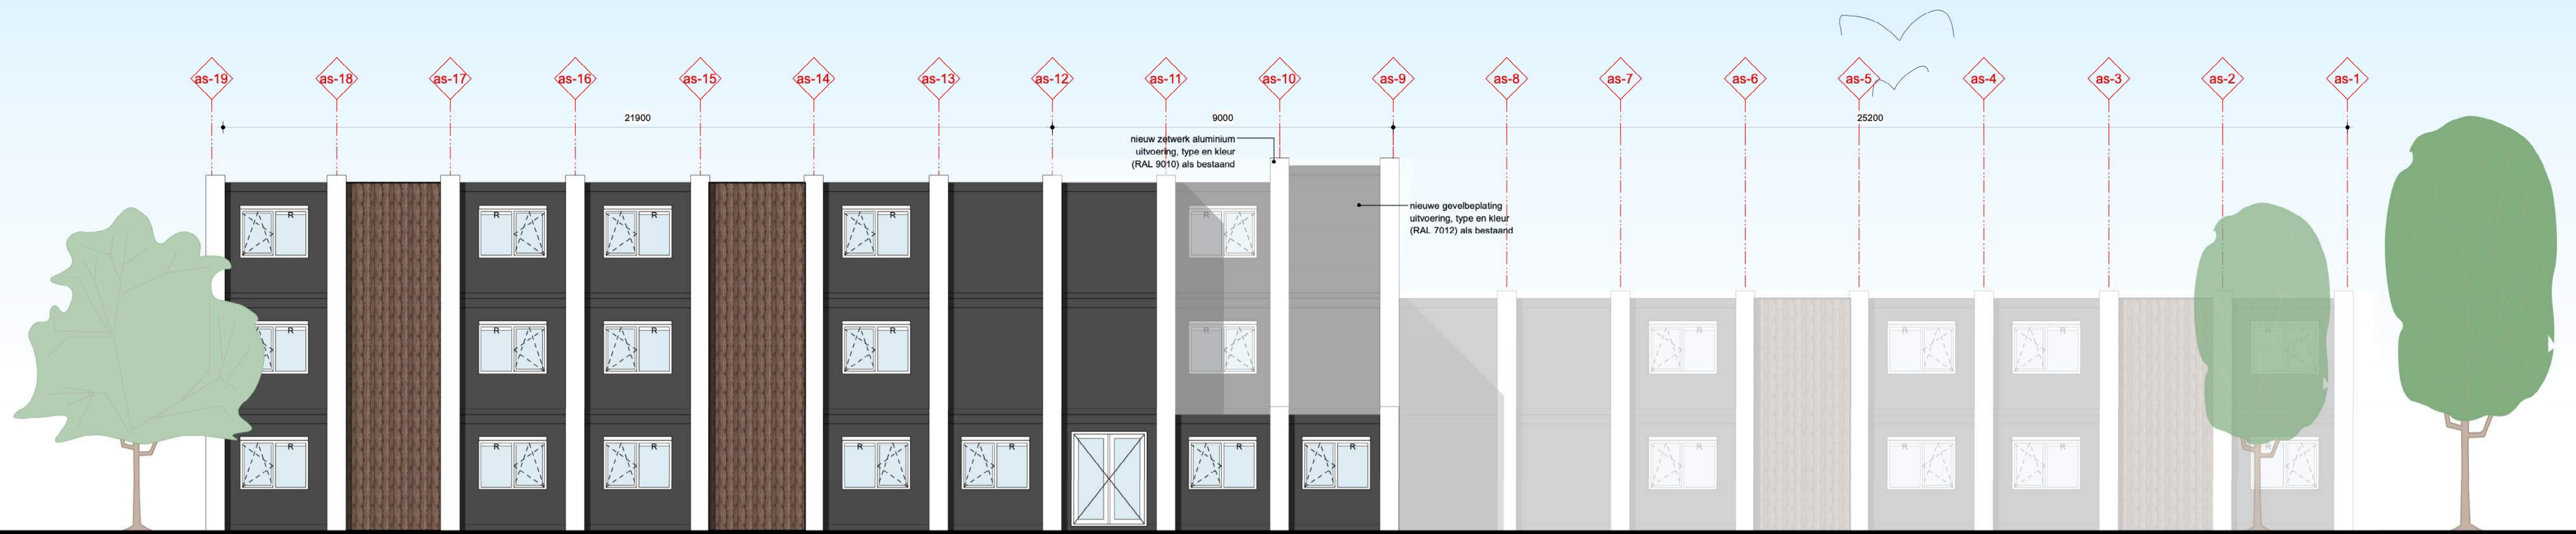 as-19 as-18 as-17 as-16 as-15 as-14 as-13 as-12 as-11 as-10 as-9 as-8 as-7 as-6 as-5 as-4 as-3 as-2 as-1
21900 9000 25200
nieuw zetwerk aluminium
uitvoering, type en kleur
(RAL 9010) als bestaand
nieuwe gevelbeplating
uitvoering, type en kleur
(RAL 7012) als bestaand
R R R R R
R R R R R R R R R
R R R R R R R R R R R R